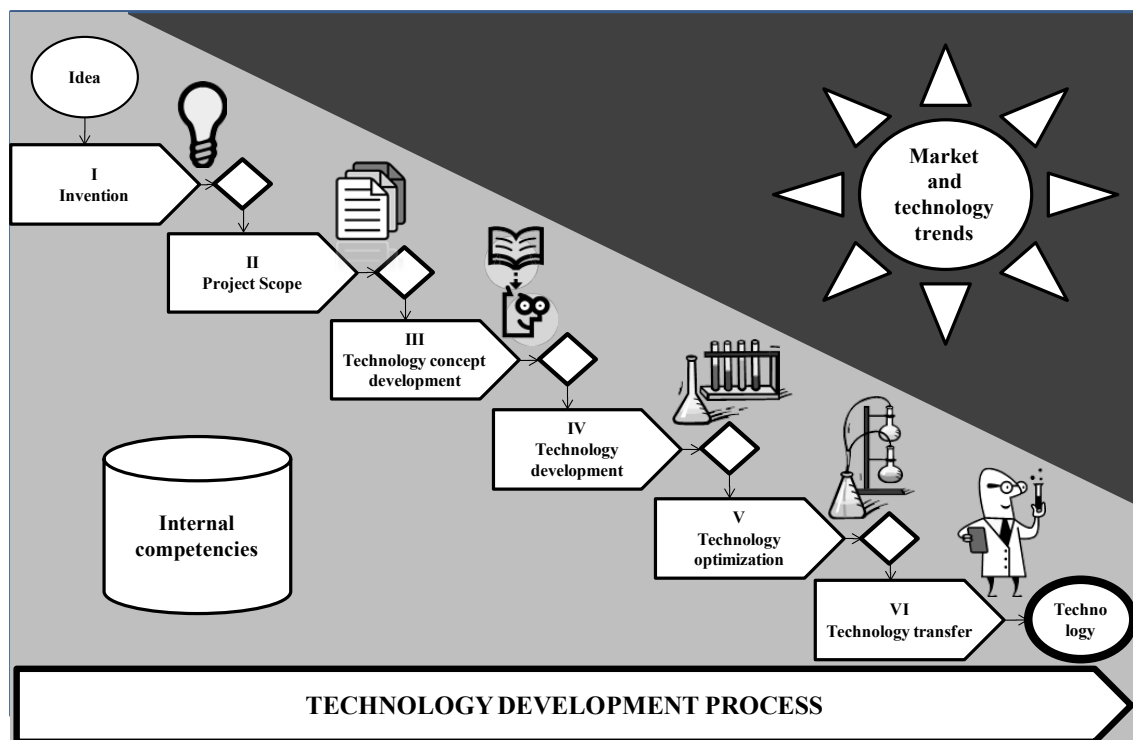 Idea
I
Invention
Market
and
technology
trends
II
Project Scope
III
Technology concept
development
IV
Technology
development
Internal
competencies
V
Technology
optimization
VI
Technology transfer
Techno
logy
TECHNOLOGY DEVELOPMENT PROCESS